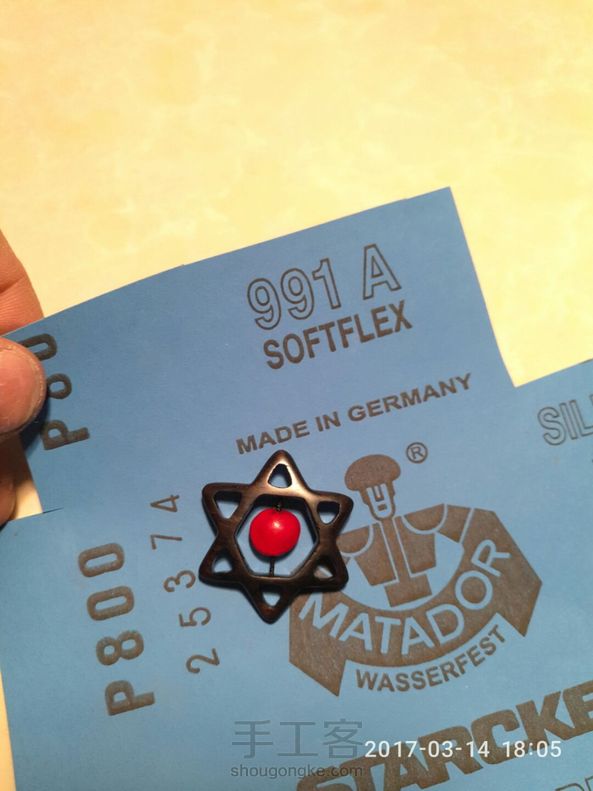 991 A
SOFTFLEX
MADE IN GERMANY
®
SIL
P80
P800
25374
MATADOR
WASSERFEST
STARCKE
手工客
shougongke.com
2017-03-14 18:05